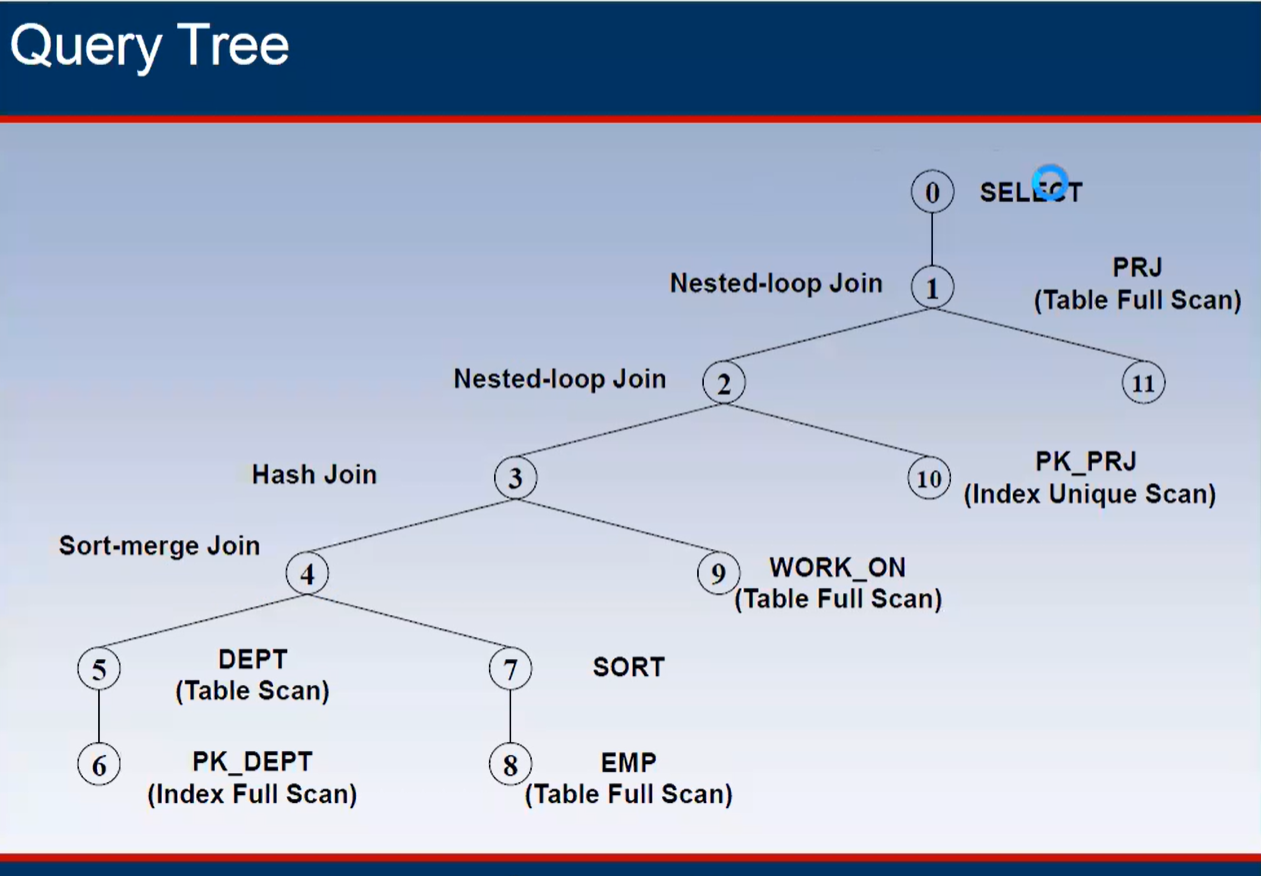 Query Tree
0 SELECT
PRJ
Nested-loop Join 1 (Table Full Scan)
Nested-loop Join 2 11
PK_PRJ
Hash Join 3 10 (Index Unique Scan)
Sort-merge Join
4 9 WORK_ON
(Table Full Scan)
5 DEPT 7 SORT
(Table Scan)
6 PK_DEPT 8 EMP
(Index Full Scan) (Table Full Scan)